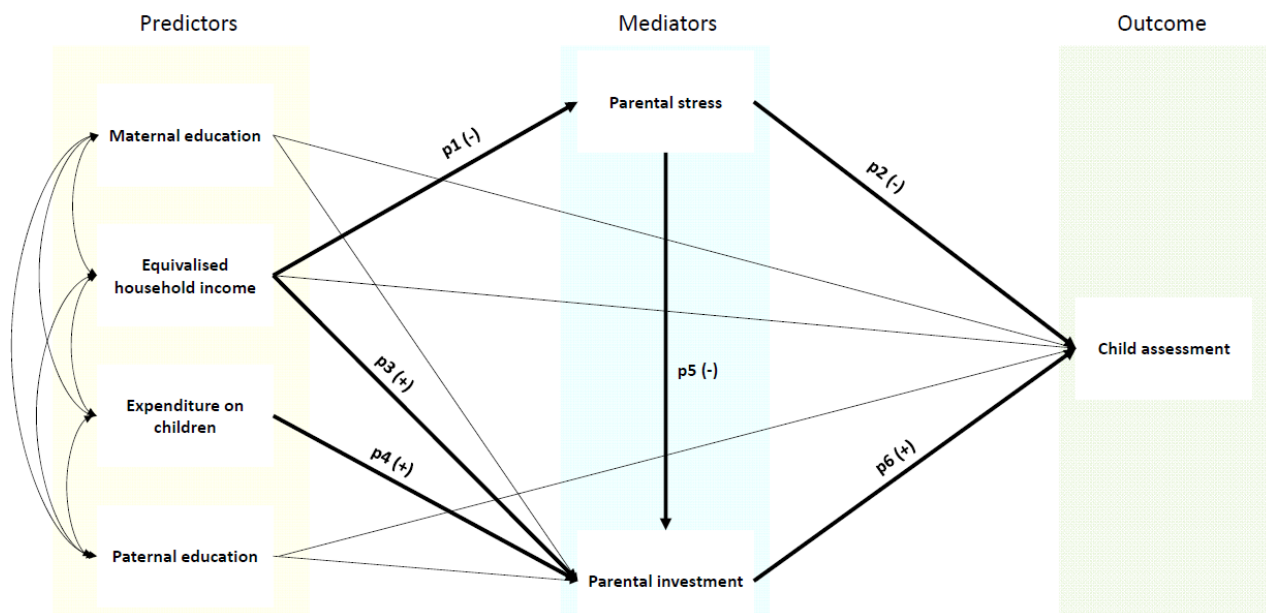 Predictors
Mediators
Outcome
Parental stress
Maternal education
p1 (-)
p2 (-)
Equivalised
household income
Child assessment
p3 (+)
p5 (-)
Expenditure on
children
p4 (+)
p6 (+)
Paternal education
Parental investment